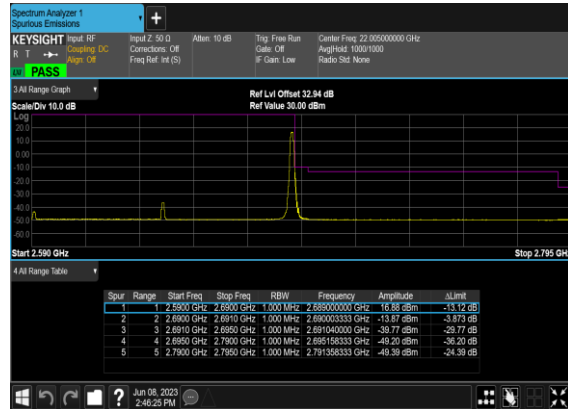 Spectrum Analyzer 1
Spurious Emissions
KEYSIGHT Input: RF Input Z: 50 Ω Atten: 10 dB Trig: Free Run Center Freq: 22.005000000 GHz
R T Coupling: DC Corrections: Off Gate: Off Avg|Hold: 1000/1000
Align: Off Freq Ref: Int (S) IF Gain: Low Radio Std: None
PASS
3 All Range Graph Ref Lvl Offset 32.94 dB
Scale/Div 10.0 dB Ref Value 30.00 dBm
Log
20.0
10.0
0.00
-10.0
-20.0
-30.0
-40.0
-50.0
-60.0
Start 2.590 GHz Stop 2.795 GHz
4 All Range Table
Spur Range Start Freq Stop Freq RBW Frequency Amplitude ΔLimit
1 1 2.5900 GHz 2.6900 GHz 1.000 MHz 2.689000000 GHz 16.88 dBm -13.12 dB
2 2 2.6900 GHz 2.6910 GHz 1.000 MHz 2.690003333 GHz -13.87 dBm -3.873 dB
3 3 2.6910 GHz 2.6950 GHz 1.000 MHz 2.691040000 GHz -39.77 dBm -29.77 dB
4 4 2.6950 GHz 2.7900 GHz 1.000 MHz 2.695158333 GHz -49.20 dBm -36.20 dB
5 5 2.7900 GHz 2.7950 GHz 1.000 MHz 2.791358333 GHz -49.39 dBm -24.39 dB
? Jun 08, 2023
2:46:25 PM